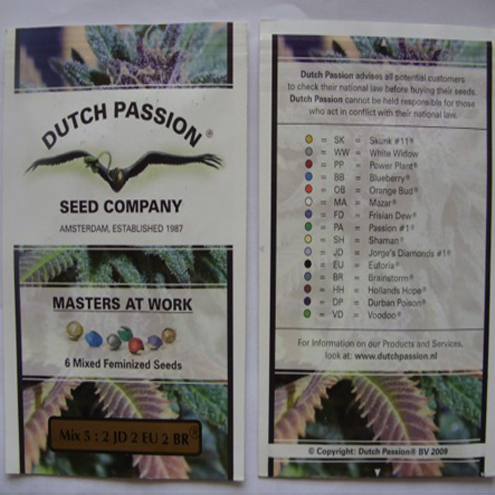 DUTCH PASSION®
SEED COMPANY
AMSTERDAM, ESTABLISHED 1987
MASTERS AT WORK
6 Mixed Feminized Seeds
Mix 3 : 2 JD 2 EU 2 BR®
Dutch Passion advises all potential customers
to check their national law before buying their seeds.
Dutch Passion cannot be held responsible for those
who act in conflict with their national law.
= SK = Skunk #11®
= WW = White Widow
= PP = Power Plant®
= BB = Blueberry®
= OB = Orange Bud®
= MA = Mazar®
= FD = Frisian Dew®
= PA = Passion #1®
= SH = Shaman®
= JD = Jorge's Diamonds #1®
= EU = Euforia®
= BR = Brainstorm®
= HH = Hollands Hope®
= DP = Durban Poison®
= VD = Voodoo®
For Information on our Products and Services,
look at: www.dutchpassion.nl
© Copyright: Dutch Passion® BV 2009